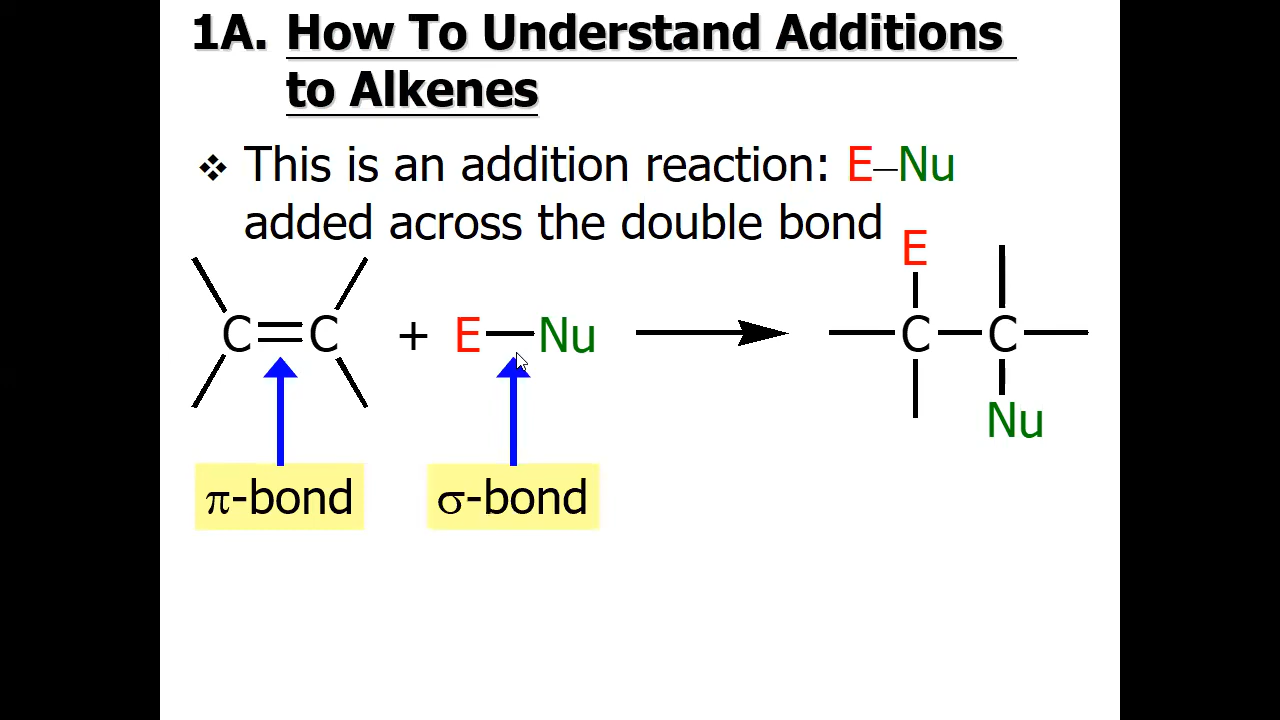 1A. How To Understand Additions
to Alkenes
❖ This is an addition reaction: E–Nu
added across the double bond
C=C + E—Nu → E
C—C
Nu
π-bond σ-bond